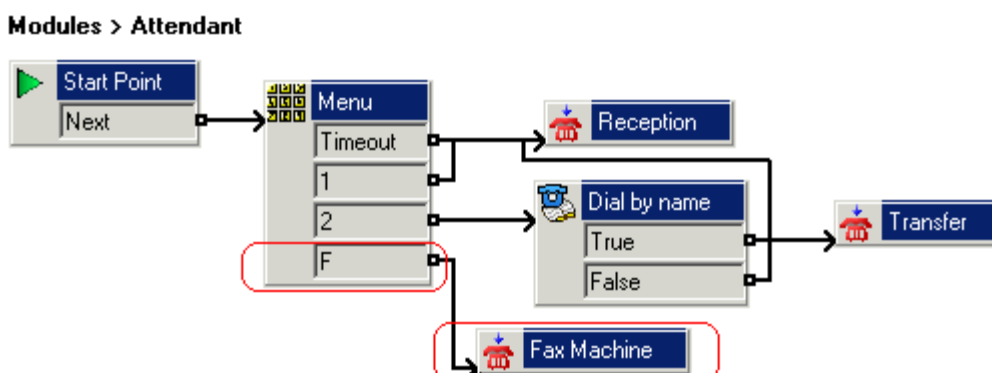 Modules > Attendant
Start Point
Next
Menu
Timeout
1
2
F
Reception
Dial by name
True
False
Transfer
Fax Machine